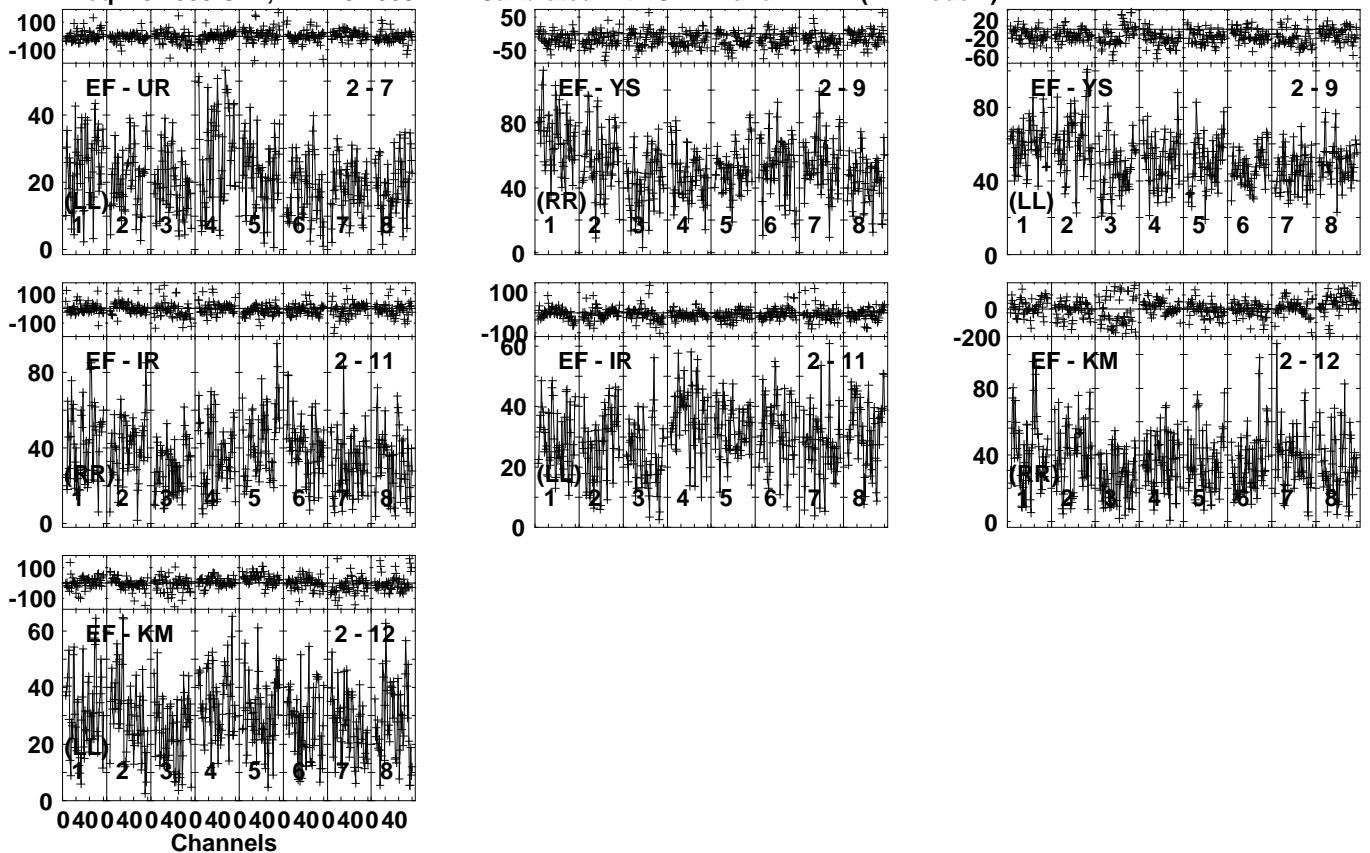 100
-100
EF - UR 2 - 7
40
20
0
(LL)
1 2 3 4 5 6 7 8
50
-50
EF - YS 2 - 9
80
40
0
(RR)
1 2 3 4 5 6 7 8
20
-20
-60
EF - YS 2 - 9
80
40
0
(LL)
1 2 3 4 5 6 7 8
100
-100
EF - IR 2 - 11
80
40
0
(RR)
1 2 3 4 5 6 7 8
100
-100
60
EF - IR 2 - 11
40
20
0
(LL)
1 2 3 4 5 6 7 8
0
-200
EF - KM 2 - 12
80
40
0
(RR)
1 2 3 4 5 6 7 8
100
-100
60
EF - KM 2 - 12
40
20
0
(LL)
1 2 3 4 5 6 7 8
0 40 0 40 0 40 0 40 0 40 0 40 0 40 0 40
Channels